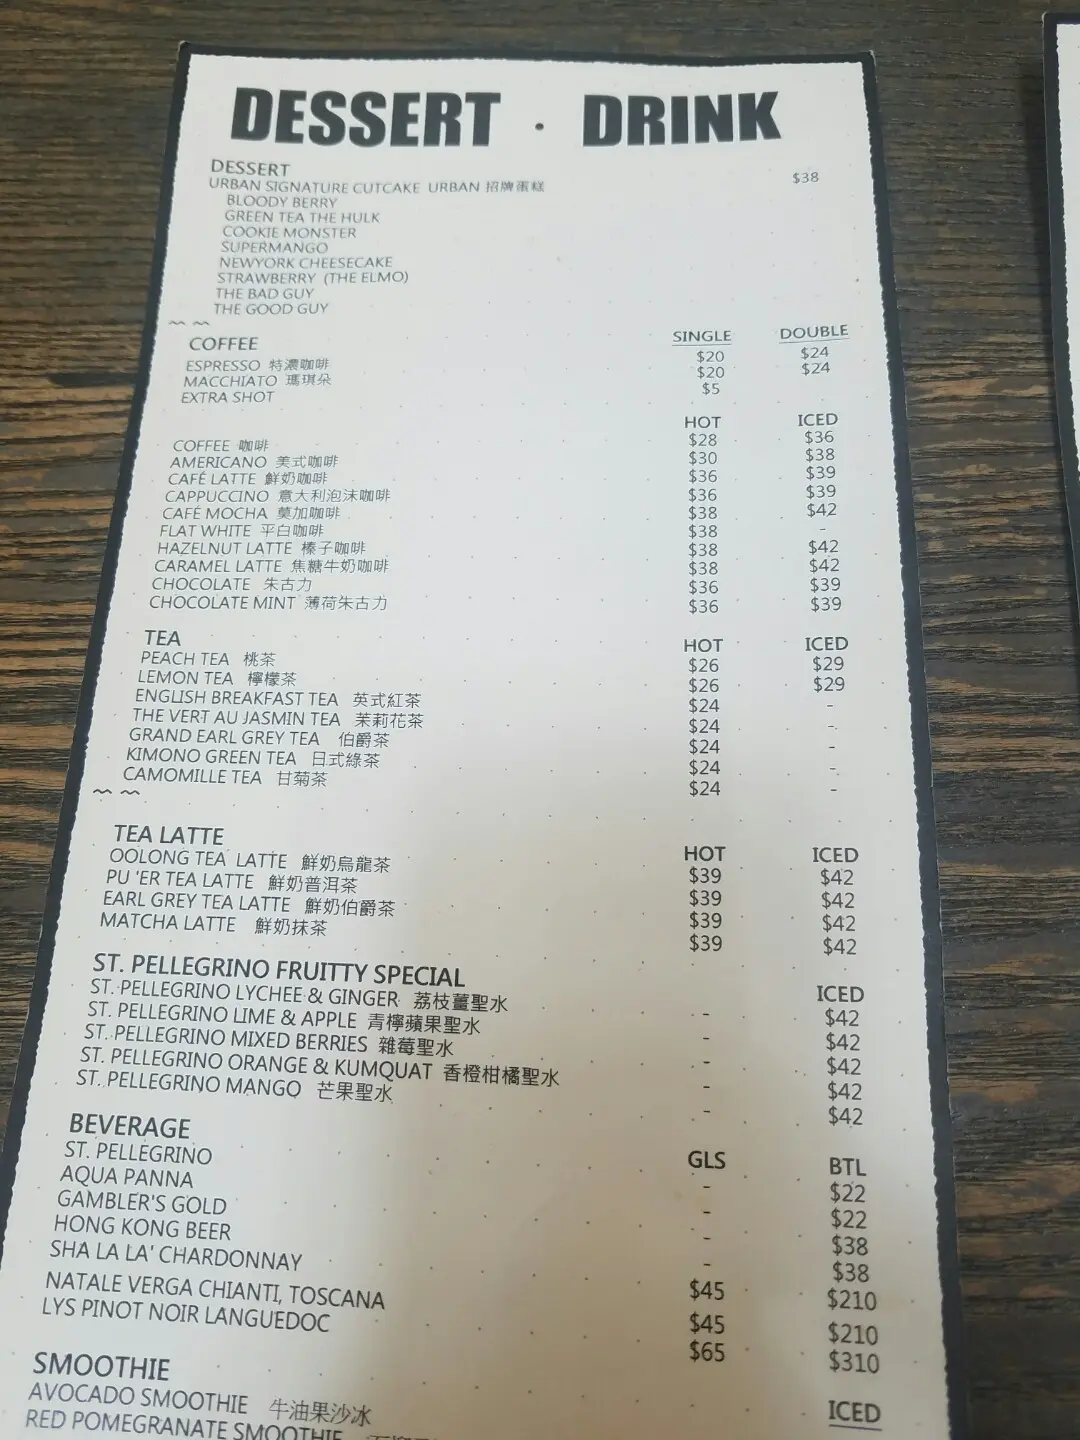 DESSERT · DRINK
DESSERT
URBAN SIGNATURE CUTCAKE URBAN 招牌蛋糕 $38
BLOODY BERRY
GREEN TEA THE HULK
COOKIE MONSTER
SUPERMANGO
NEWYORK CHEESECAKE
STRAWBERRY (THE ELMO)
THE BAD GUY
THE GOOD GUY
COFFEE SINGLE DOUBLE
ESPRESSO 特濃咖啡 $20 $24
MACCHIATO 瑪琪朵 $20 $24
EXTRA SHOT $5
HOT ICED
COFFEE 咖啡 $28 $36
AMERICANO 美式咖啡 $30 $38
CAFÉ LATTE 鮮奶咖啡 $36 $39
CAPPUCCINO 意大利泡沫咖啡 $36 $39
CAFÉ MOCHA 莫加咖啡 $38 $42
FLAT WHITE 平白咖啡 $38 -
HAZELNUT LATTE 榛子咖啡 $38 $42
CARAMEL LATTE 焦糖牛奶咖啡 $38 $42
CHOCOLATE 朱古力 $36 $39
CHOCOLATE MINT 薄荷朱古力 $36 $39
TEA HOT ICED
PEACH TEA 桃茶 $26 $29
LEMON TEA 檸檬茶 $26 $29
ENGLISH BREAKFAST TEA 英式紅茶 $24 -
THE VERT AU JASMIN TEA 茉莉花茶 $24 -
GRAND EARL GREY TEA 伯爵茶 $24 -
KIMONO GREEN TEA 日式綠茶 $24 -
CAMOMILLE TEA 甘菊茶 $24 -
TEA LATTE HOT ICED
OOLONG TEA LATTE 鮮奶烏龍茶 $39 $42
PU 'ER TEA LATTE 鮮奶普洱茶 $39 $42
EARL GREY TEA LATTE 鮮奶伯爵茶 $39 $42
MATCHA LATTE 鮮奶抹茶 $39 $42
ST. PELLEGRINO FRUITTY SPECIAL ICED
ST. PELLEGRINO LYCHEE & GINGER 荔枝薑聖水 - $42
ST. PELLEGRINO LIME & APPLE 青檸蘋果聖水 - $42
ST. PELLEGRINO MIXED BERRIES 雜莓聖水 - $42
ST. PELLEGRINO ORANGE & KUMQUAT 香橙柑橘聖水 - $42
ST. PELLEGRINO MANGO 芒果聖水 - $42
BEVERAGE GLS BTL
ST. PELLEGRINO - $22
AQUA PANNA - $22
GAMBLER'S GOLD - $38
HONG KONG BEER - $38
SHA LA LA' CHARDONNAY $45 $210
NATALE VERGA CHIANTI, TOSCANA $45 $210
LYS PINOT NOIR LANGUEDOC $65 $310
SMOOTHIE ICED
AVOCADO SMOOTHIE 牛油果沙冰
RED POMEGRANATE SMOOTHIE